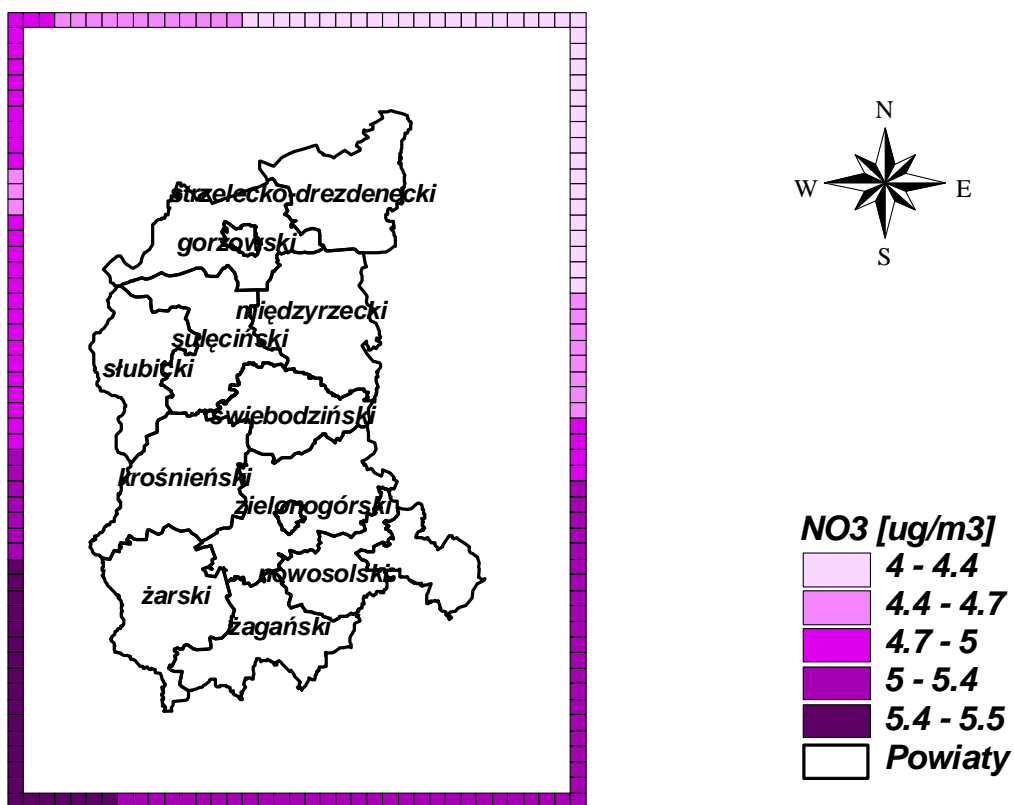 N
W
E
S
strzelecko-drezdenecki
gorzowski
międzyrzecki
sulęciński
słubicki
świebodziński
krośnieński
zielonogórski
nowosolski
żarski
żagański
NO3 [ug/m3]
4 - 4.4
4.4 - 4.7
4.7 - 5
5 - 5.4
5.4 - 5.5
Powiaty